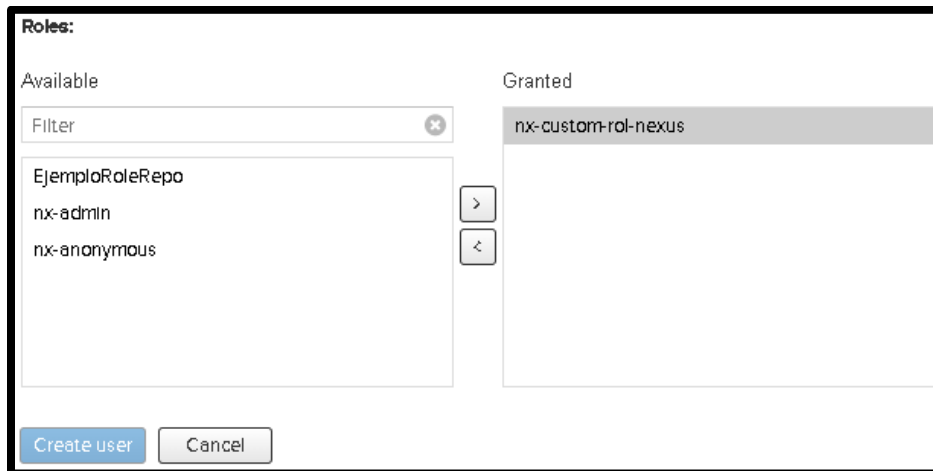 Roles:
Available
Granted
Filter
nx-custom-rol-nexus
EjemploRoleRepo
nx-admin
nx-anonymous
>
<
Create user
Cancel